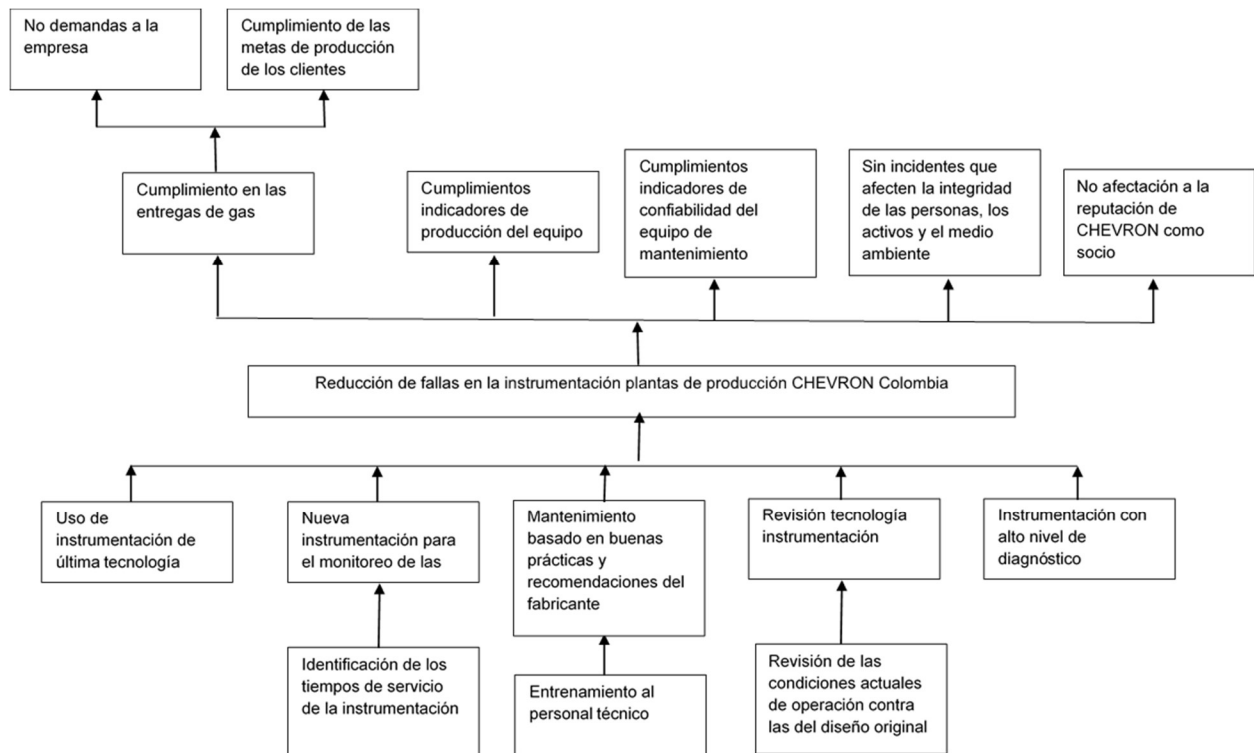 No demandas a la
empresa
Cumplimiento de las
metas de producción
de los clientes
Cumplimiento en las
entregas de gas
Cumplimientos
indicadores de
producción del equipo
Cumplimientos
indicadores de
confiabilidad del
equipo de
mantenimiento
Sin incidentes que
afecten la integridad
de las personas, los
activos y el medio
ambiente
No afectación a la
reputación de
CHEVRON como
socio
Reducción de fallas en la instrumentación plantas de producción CHEVRON Colombia
Uso de
instrumentación de
última tecnología
Nueva
instrumentación para
el monitoreo de las
Mantenimiento
basado en buenas
prácticas y
recomendaciones del
fabricante
Revisión tecnología
instrumentación
Instrumentación con
alto nivel de
diagnóstico
Identificación de los
tiempos de servicio
de la instrumentación
Entrenamiento al
personal técnico
Revisión de las
condiciones actuales
de operación contra
las del diseño original